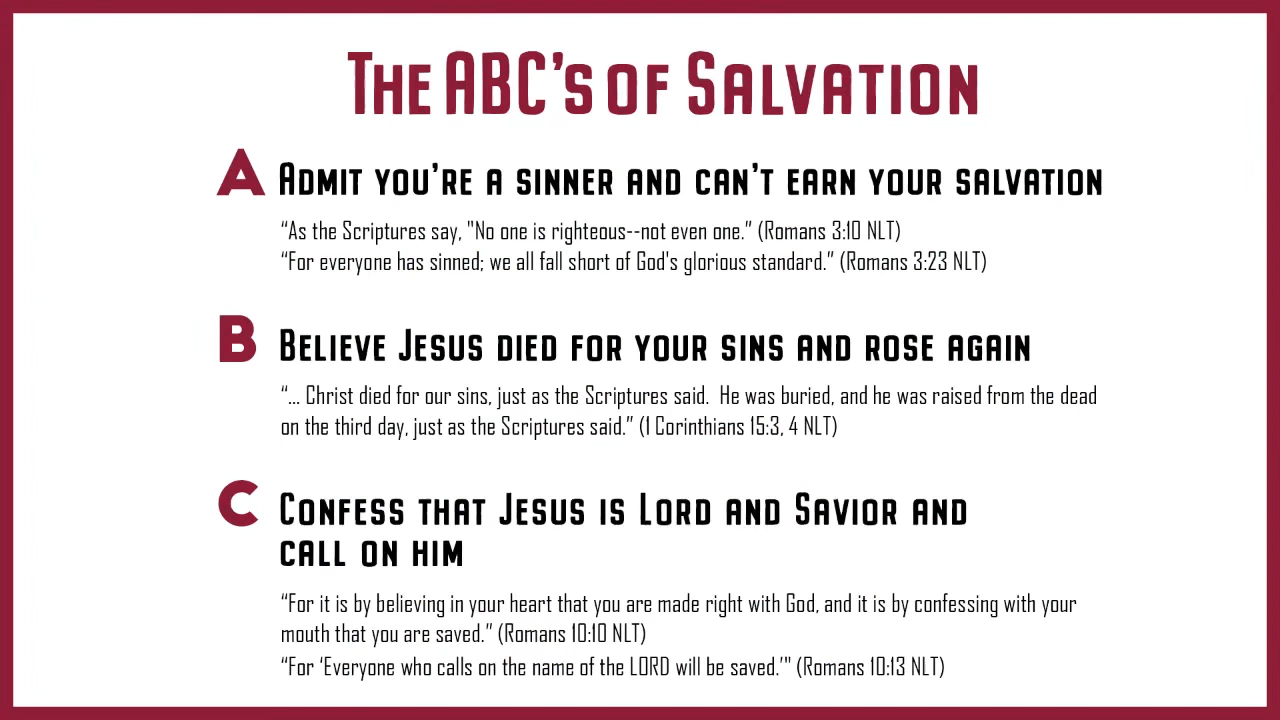 The ABC’s of Salvation
A Admit you’re a sinner and can’t earn your salvation
“As the Scriptures say, "No one is righteous--not even one.” (Romans 3:10 NLT)
“For everyone has sinned; we all fall short of God's glorious standard.” (Romans 3:23 NLT)
B Believe Jesus died for your sins and rose again
“... Christ died for our sins, just as the Scriptures said.  He was buried, and he was raised from the dead
on the third day, just as the Scriptures said.” (1 Corinthians 15:3, 4 NLT)
C Confess that Jesus is Lord and Savior and
call on him
“For it is by believing in your heart that you are made right with God, and it is by confessing with your
mouth that you are saved.” (Romans 10:10 NLT)
“For ‘Everyone who calls on the name of the LORD will be saved.’" (Romans 10:13 NLT)